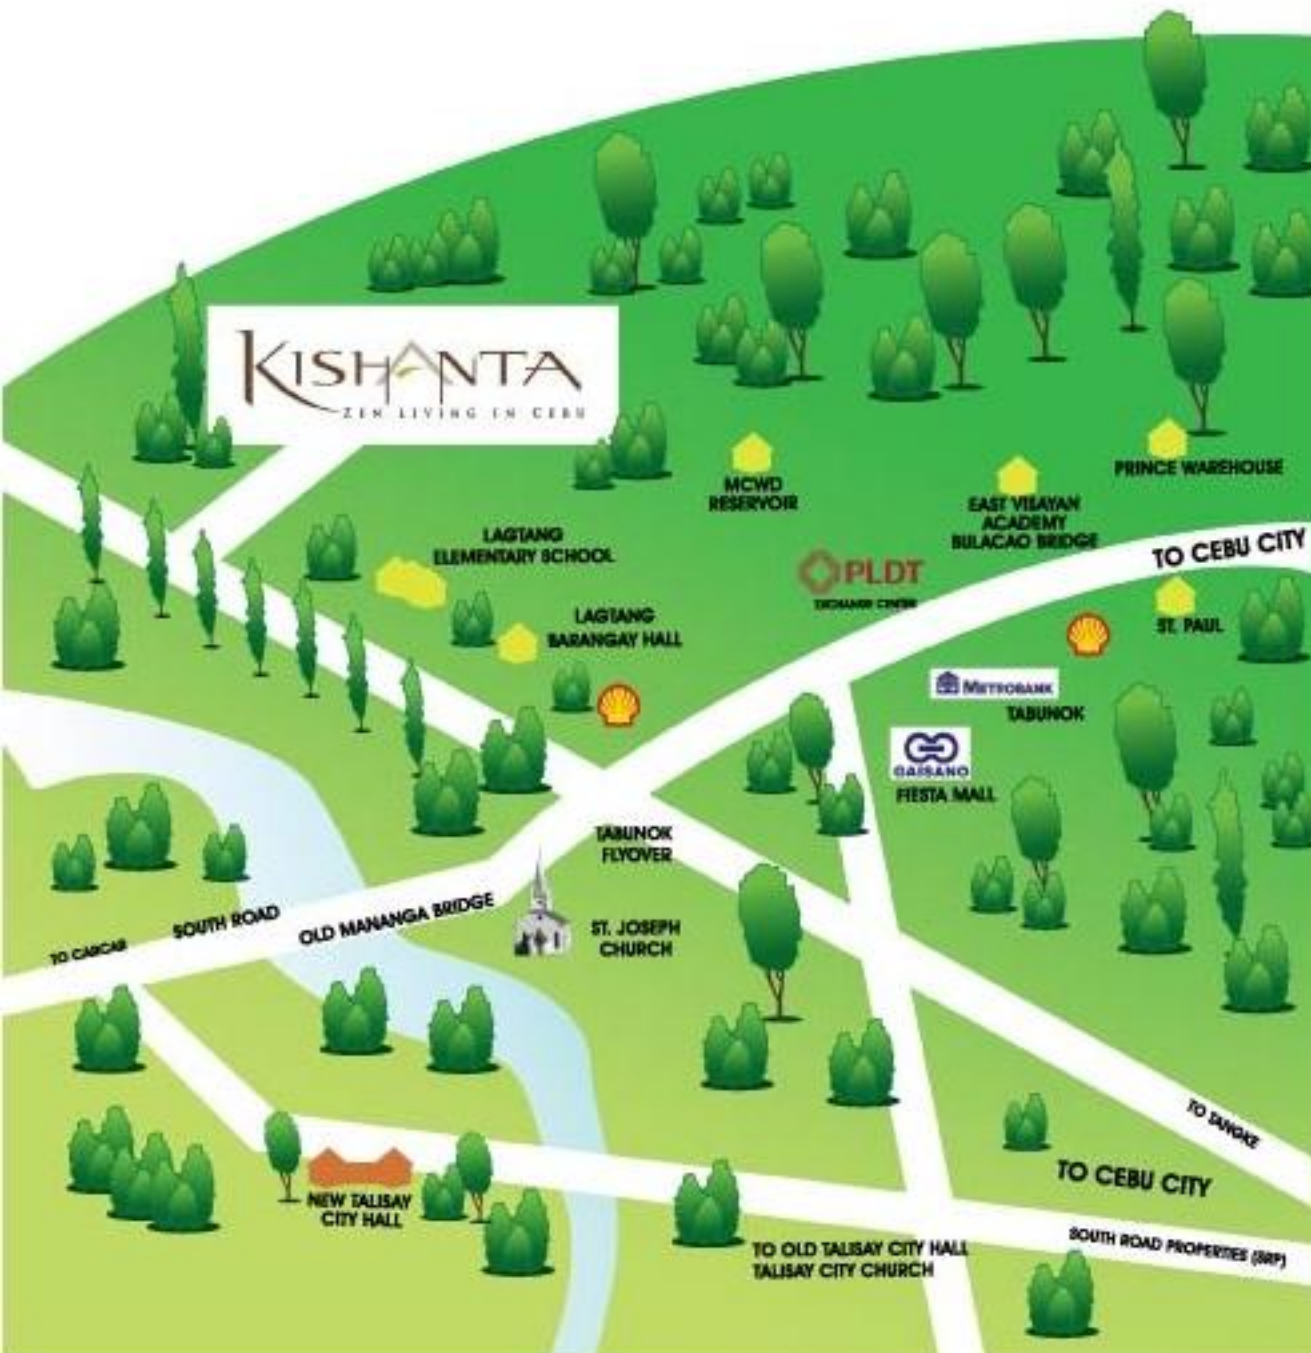 KISHANTA
ZEN LIVING IN CEBU
PRINCE WAREHOUSE
MCWD
RESERVOIR
EAST VISAYAN
ACADEMY
BULACAO BRIDGE
LAGTANG
ELEMENTARY SCHOOL
TO CEBU CITY
PLDT
EXCHANGE CENTER
LAGTANG
BARANGAY HALL
ST. PAUL
METROBANK
TABUNOK
GAISANO
FIESTA MALL
TABUNOK
FLYOVER
SOUTH ROAD
OLD MANANGA BRIDGE
TO CARCAR
ST. JOSEPH
CHURCH
TO TANGKE
TO CEBU CITY
NEW TALISAY
CITY HALL
SOUTH ROAD PROPERTIES (SRP)
TO OLD TALISAY CITY HALL
TALISAY CITY CHURCH